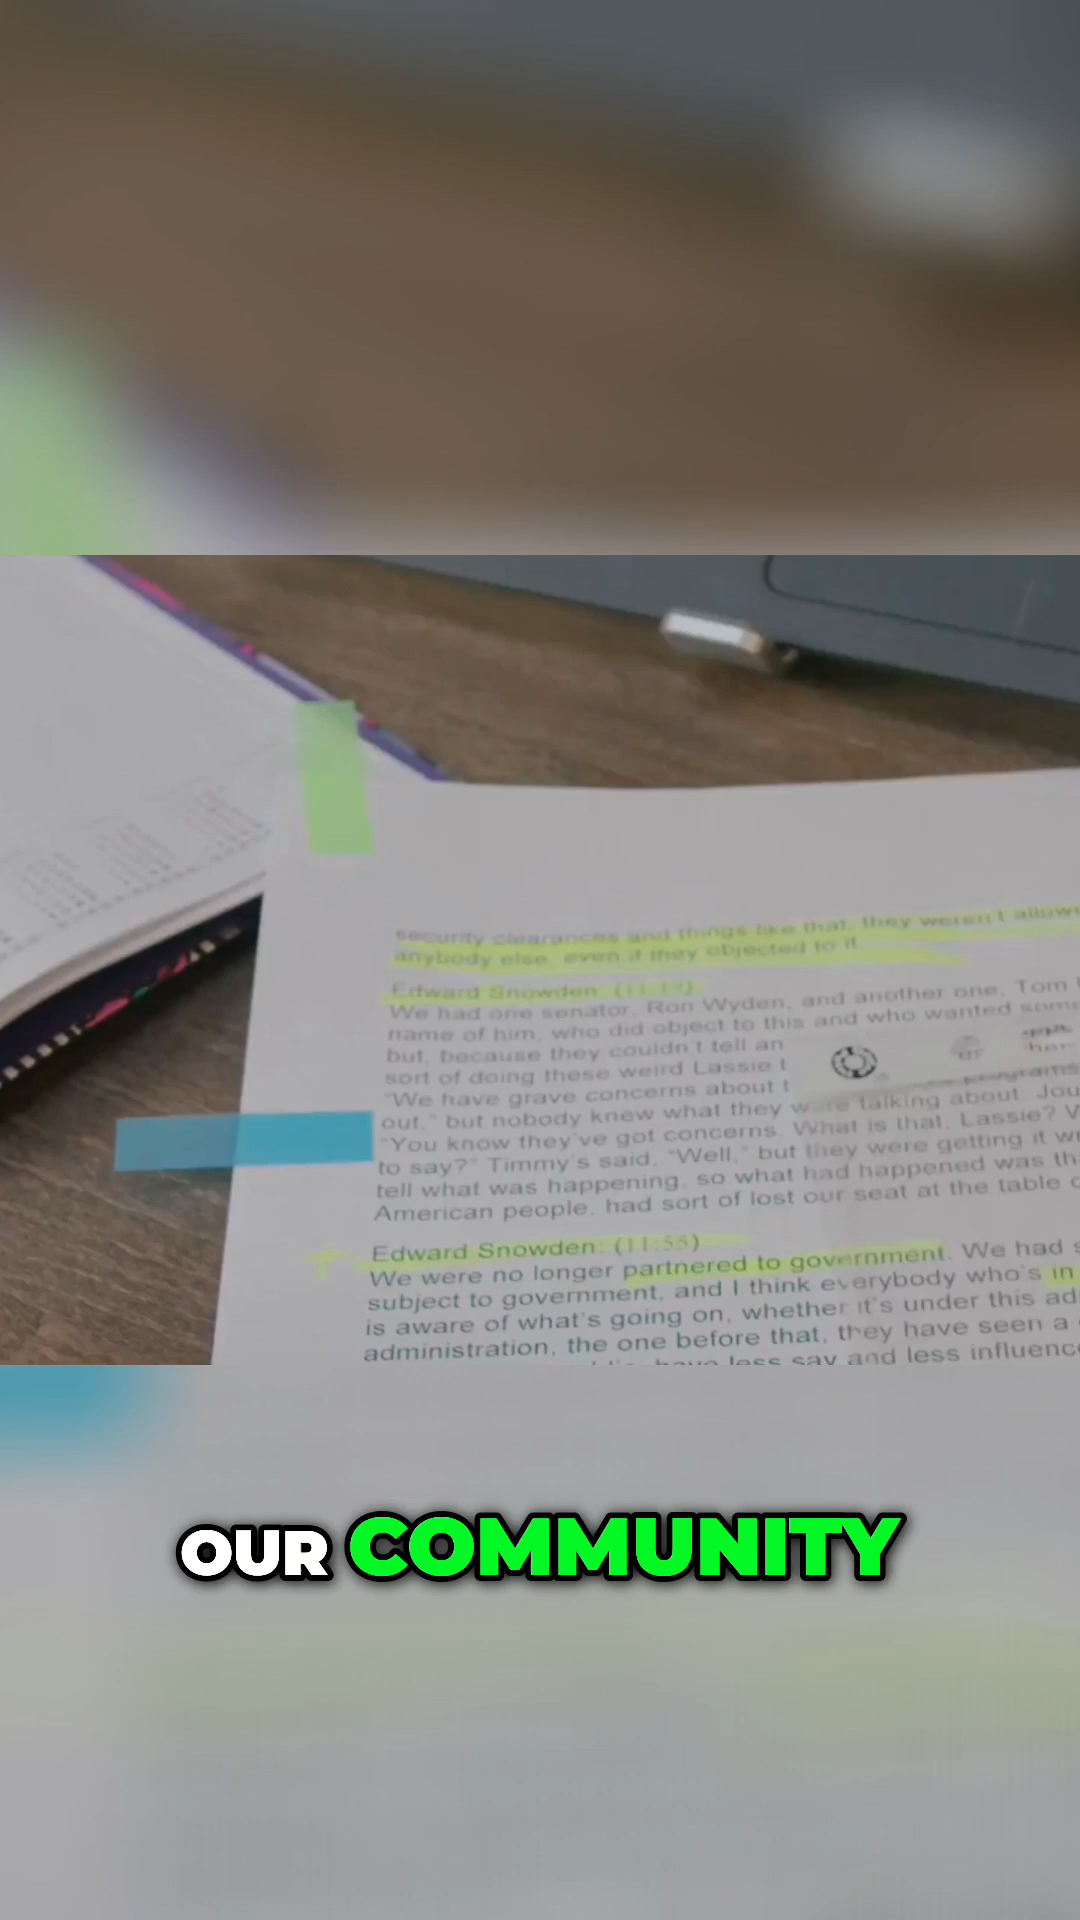 security clearances and things like that, they weren't allowe
anybody else, even if they objected to it
Edward Snowden: (11:19)
We had one senator, Ron Wyden, and another one, Tom
name of him, who did object to this and who wanted some
but, because they couldn't tell an
sort of doing these weird Lassie
"We have grave concerns about
out," but nobody knew what they were talking about. Jou
"You know they've got concerns. What is that, Lassie?
to say?" Timmy's said, "Well," but they were getting it
tell what was happening, so what had happened was
American people, had sort of lost our seat at the table
Edward Snowden: (11:55)
We were no longer partnered to government. We had
subject to government, and I think everybody who's in
is aware of what's going on, whether it's under this ad
administration, the one before that, they have seen a
have less say and less influence
OUR COMMUNITY